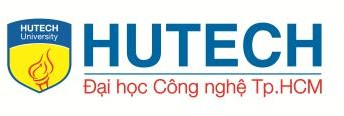 HUTECH
University
HUTECH
Đại học Công nghệ Tp.HCM